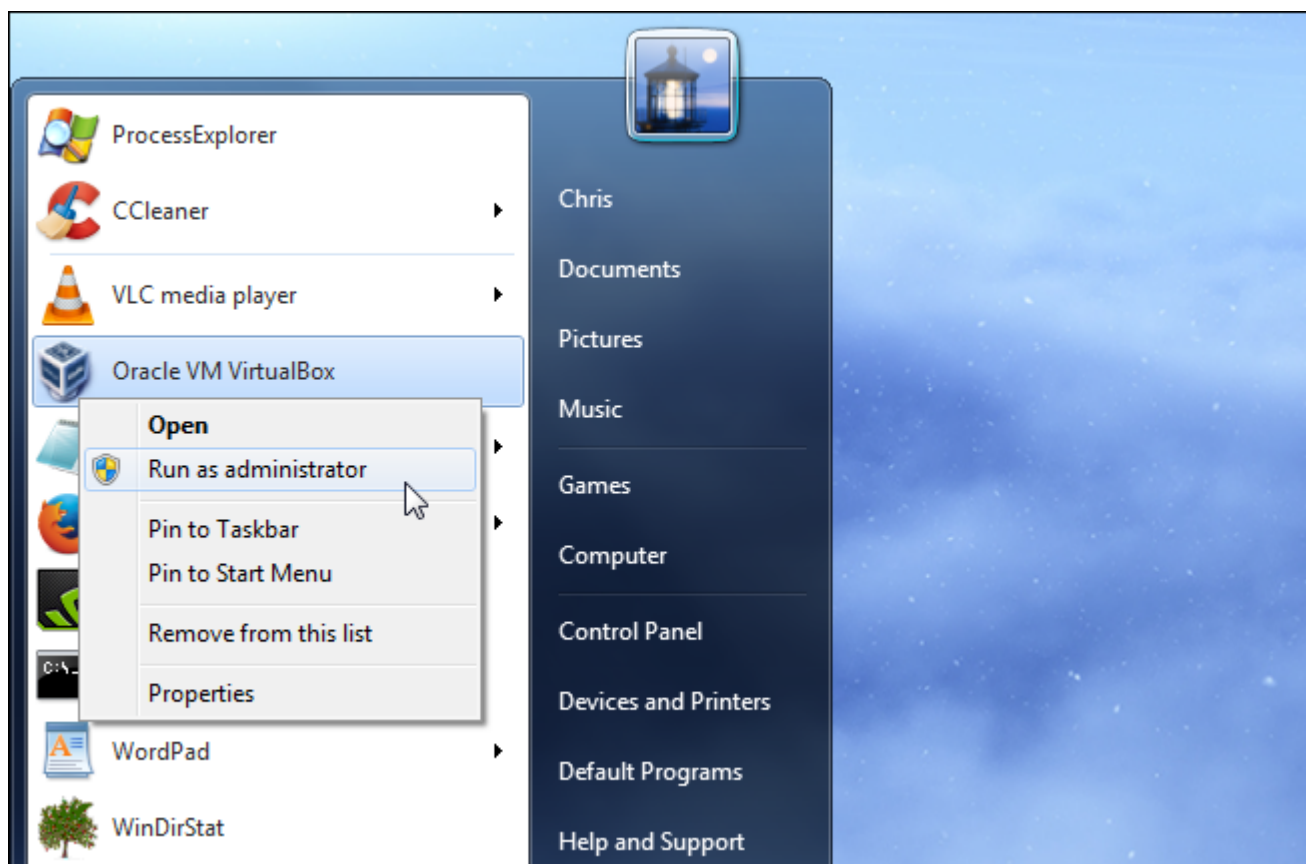 ProcessExplorer
CCleaner
VLC media player
Oracle VM VirtualBox
Open
Run as administrator
Pin to Taskbar
Pin to Start Menu
Remove from this list
Properties
C:\_
WordPad
WinDirStat
Chris
Documents
Pictures
Music
Games
Computer
Control Panel
Devices and Printers
Default Programs
Help and Support